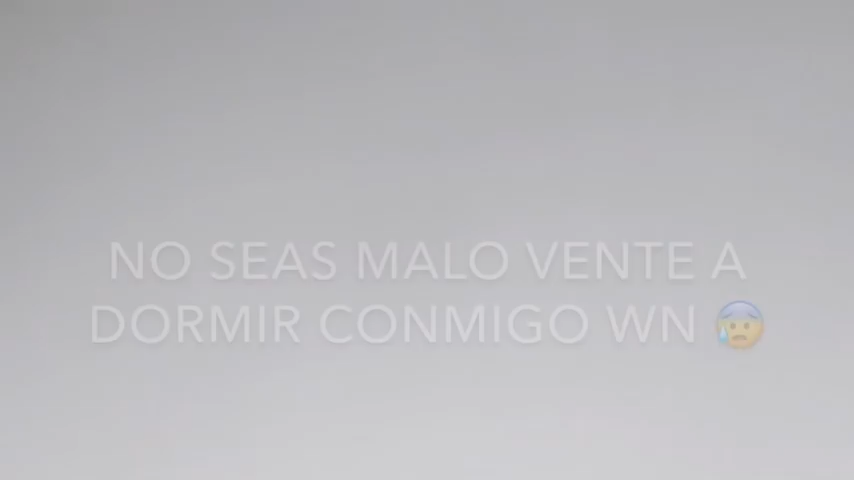 NO SEAS MALO VENTE A
DORMIR CONMIGO WN 😰